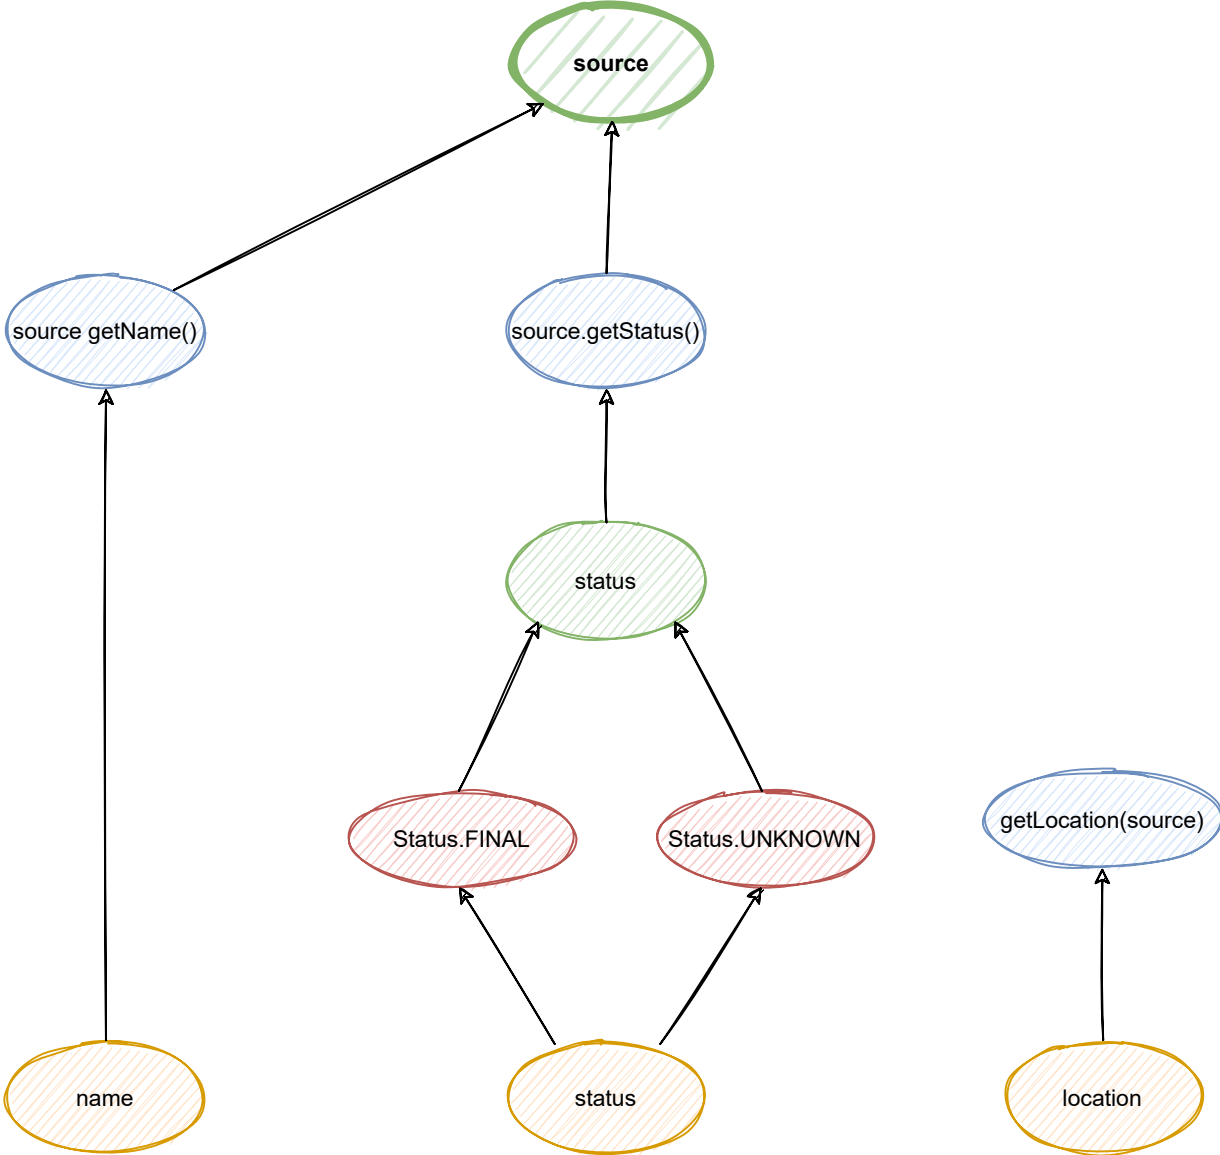 source
source getName()
source.getStatus()
status
Status.FINAL
Status.UNKNOWN
getLocation(source)
name
status
location